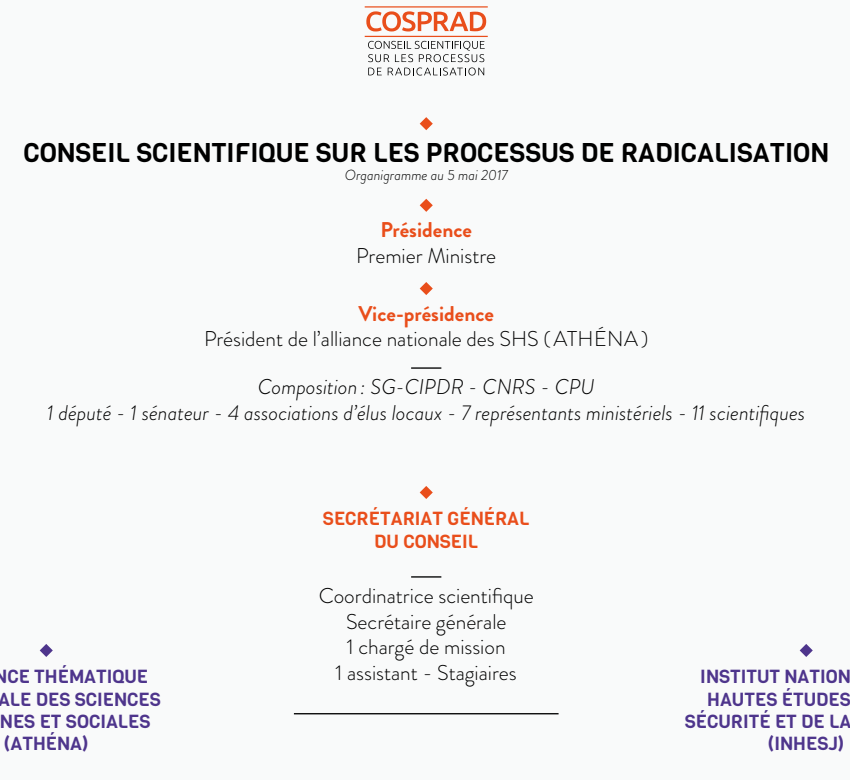 COSPRAD
CONSEIL SCIENTIFIQUE
SUR LES PROCESSUS
DE RADICALISATION
CONSEIL SCIENTIFIQUE SUR LES PROCESSUS DE RADICALISATION
Organigramme au 5 mai 2017
Présidence
Premier Ministre
Vice-présidence
Président de l'alliance nationale des SHS (ATHÉNA)
Composition : SG-CIPDR - CNRS - CPU
1 député - 1 sénateur - 4 associations d'élus locaux - 7 représentants ministériels - 11 scientifiques
SECRÉTARIAT GÉNÉRAL
DU CONSEIL
Coordinatrice scientifique
Secrétaire générale
1 chargé de mission
1 assistant - Stagiaires
NCE THÉMATIQUE
ALE DES SCIENCES
NES ET SOCIALES
(ATHÉNA)
INSTITUT NATION
HAUTES ÉTUDES
SÉCURITÉ ET DE LA
(INHESJ)